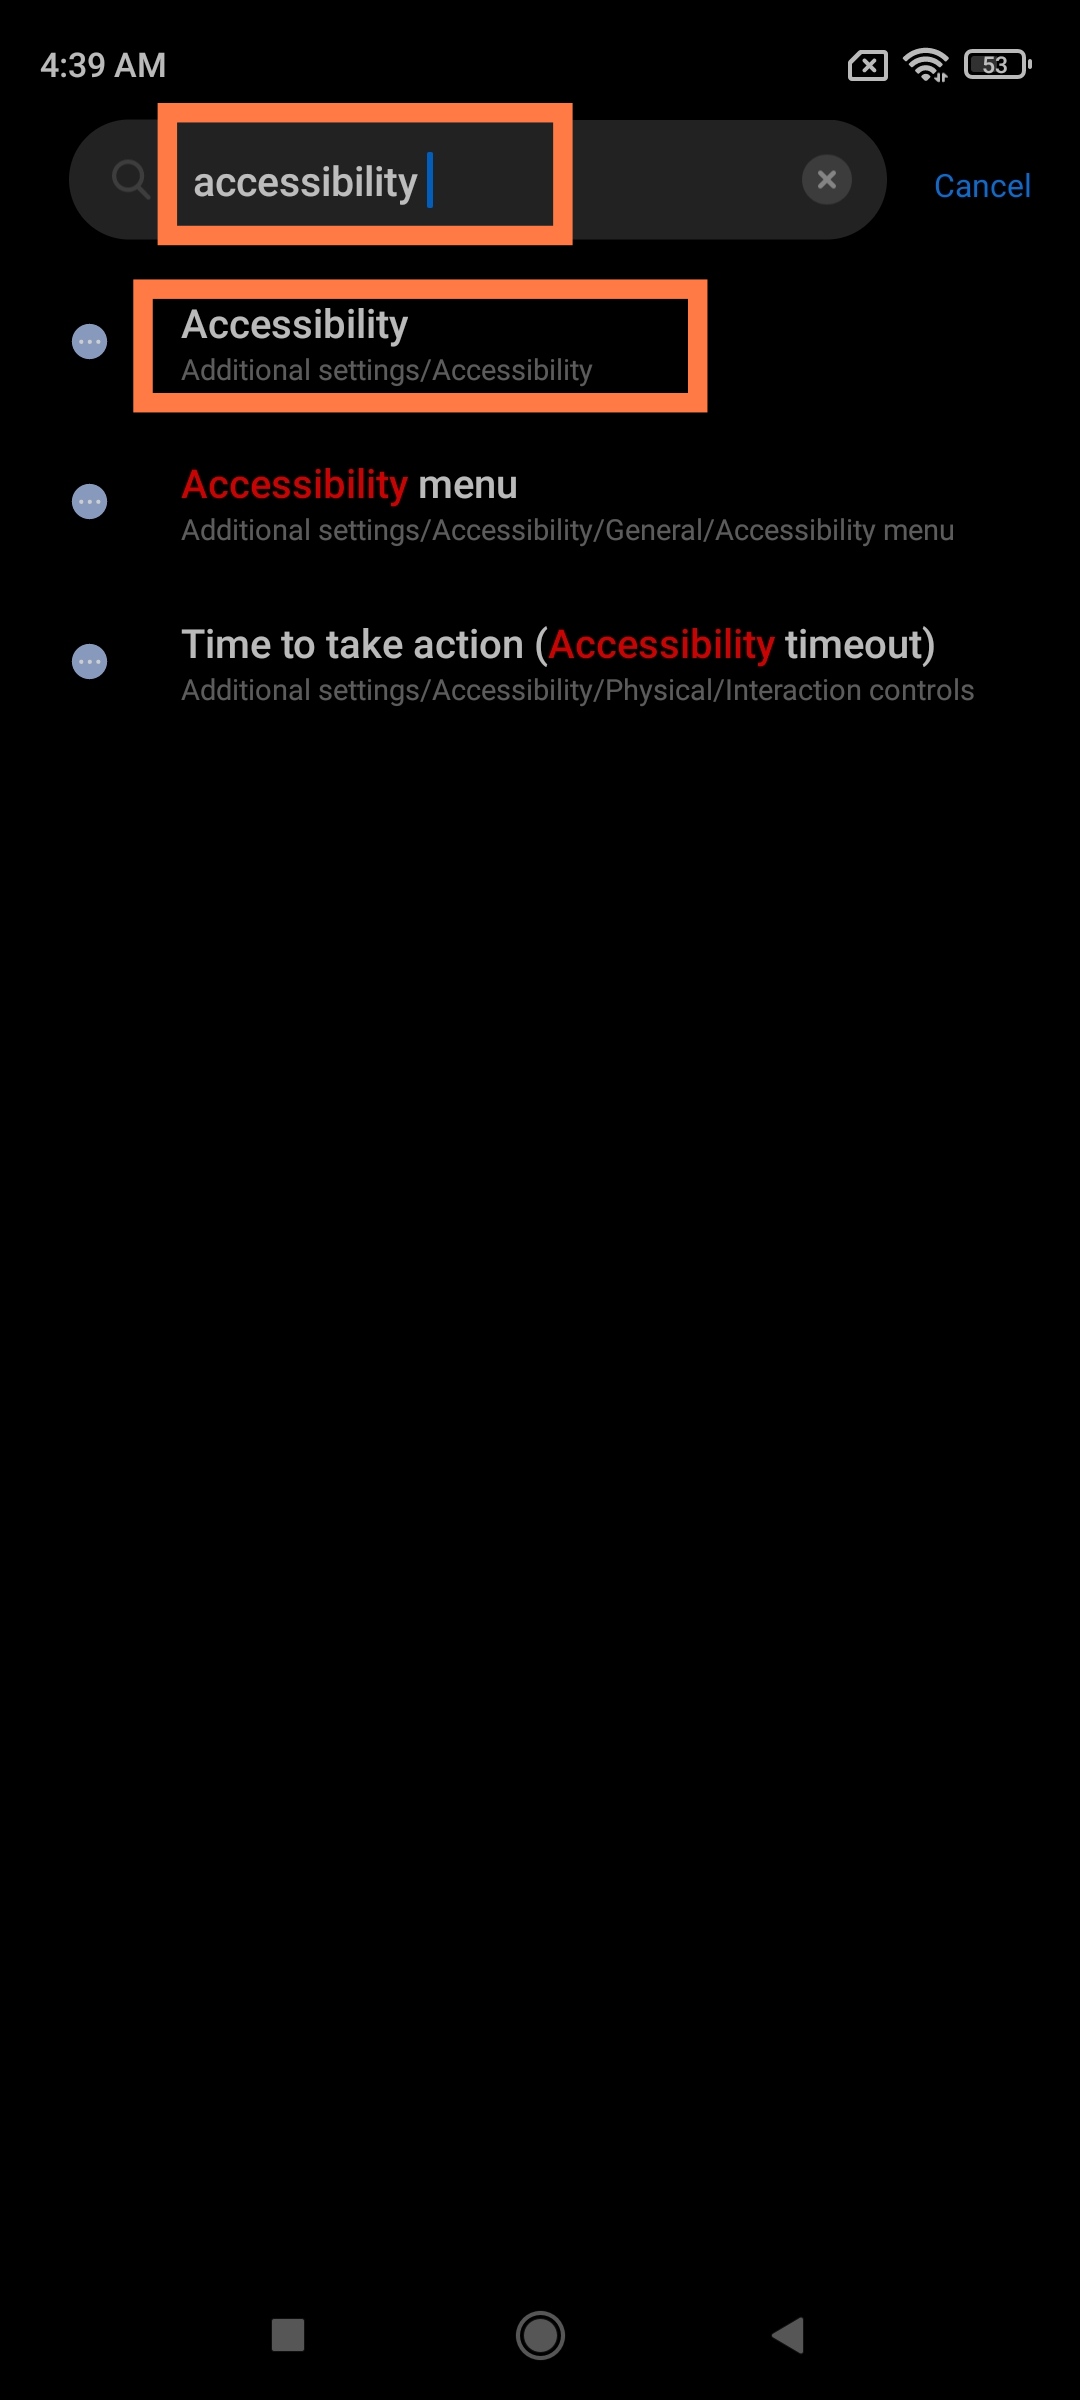 4:39 AM
53
accessibility
Cancel
Accessibility
Additional settings/Accessibility
Accessibility menu
Additional settings/Accessibility/General/Accessibility menu
Time to take action (Accessibility timeout)
Additional settings/Accessibility/Physical/Interaction controls